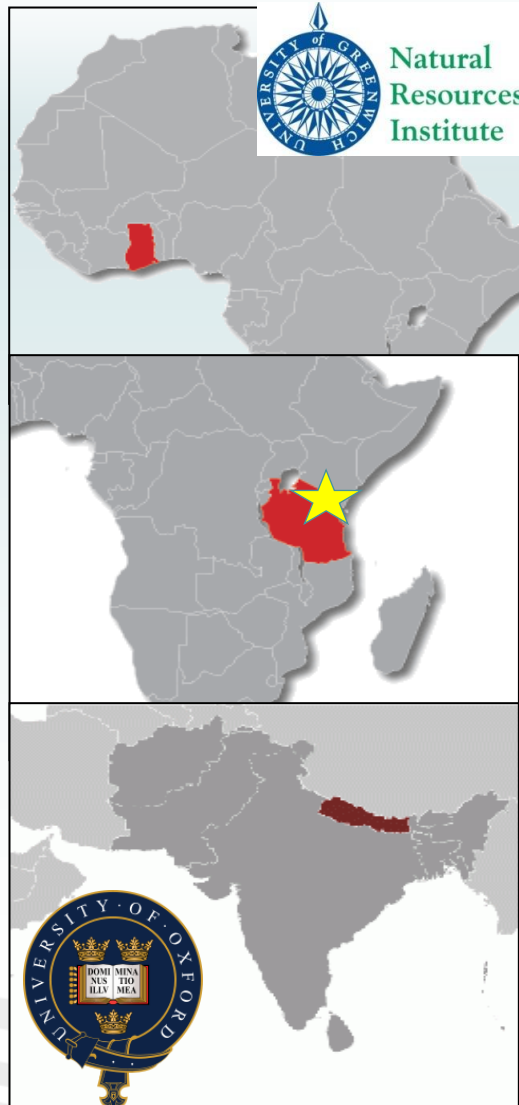 UNIVERSITY of GREENWICH
Natural
Resources
Institute
UNIVERSITY·OF·OXFORD
DOMI MINA
NUS TIO
ILLV MEA